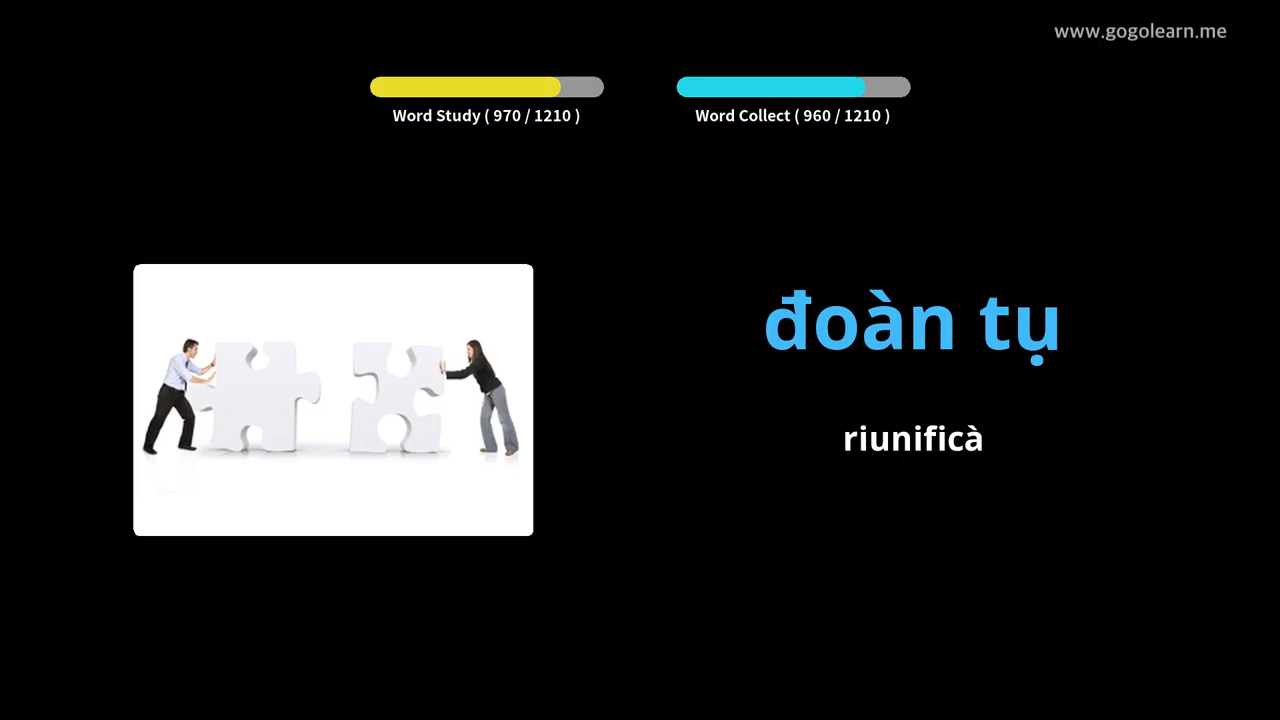 www.gogolearn.me
Word Study ( 970 / 1210 )
Word Collect ( 960 / 1210 )
đoàn tụ
riunificà